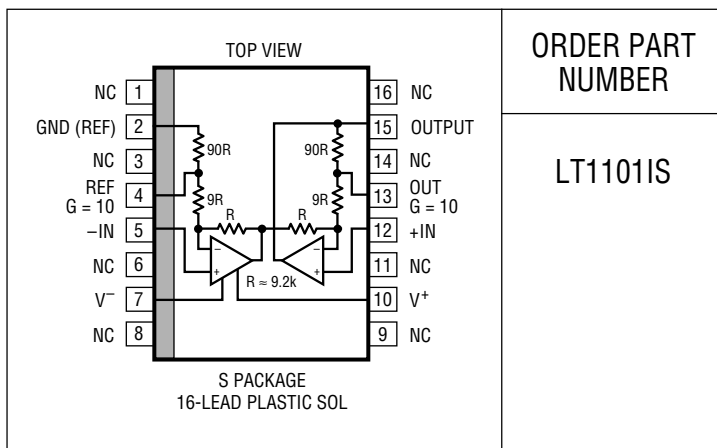 TOP VIEW
ORDER PART
NUMBER
LT1101IS
NC 1
16 NC
GND (REF) 2
15 OUTPUT
90R
90R
NC 3
14 NC
REF
G = 10
4
13
OUT
G = 10
9R
9R
R
R
–IN 5
12 +IN
–
+
–
+
NC 6
11 NC
R ≈ 9.2k
V– 7
10 V+
NC 8
9 NC
S PACKAGE
16-LEAD PLASTIC SOL